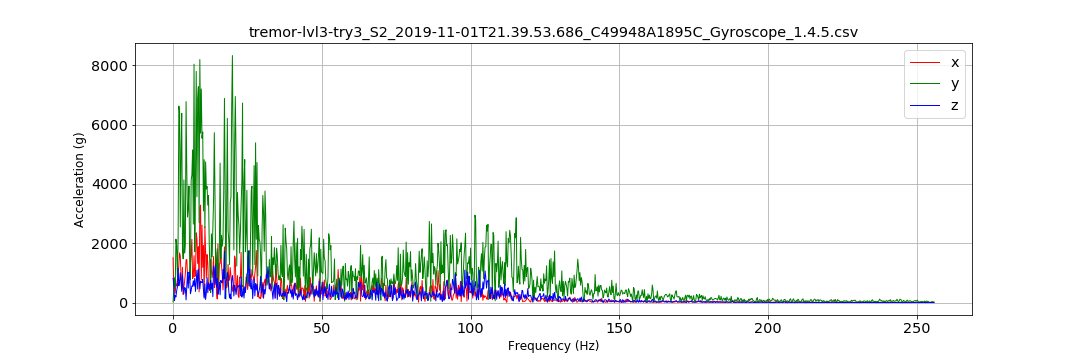 tremor-lvl3-try3_S2_2019-11-01T21.39.53.686_C49948A1895C_Gyroscope_1.4.5.csv
x
y
z
8000
6000
4000
2000
0
Acceleration (g)
0 50 100 150 200 250
Frequency (Hz)